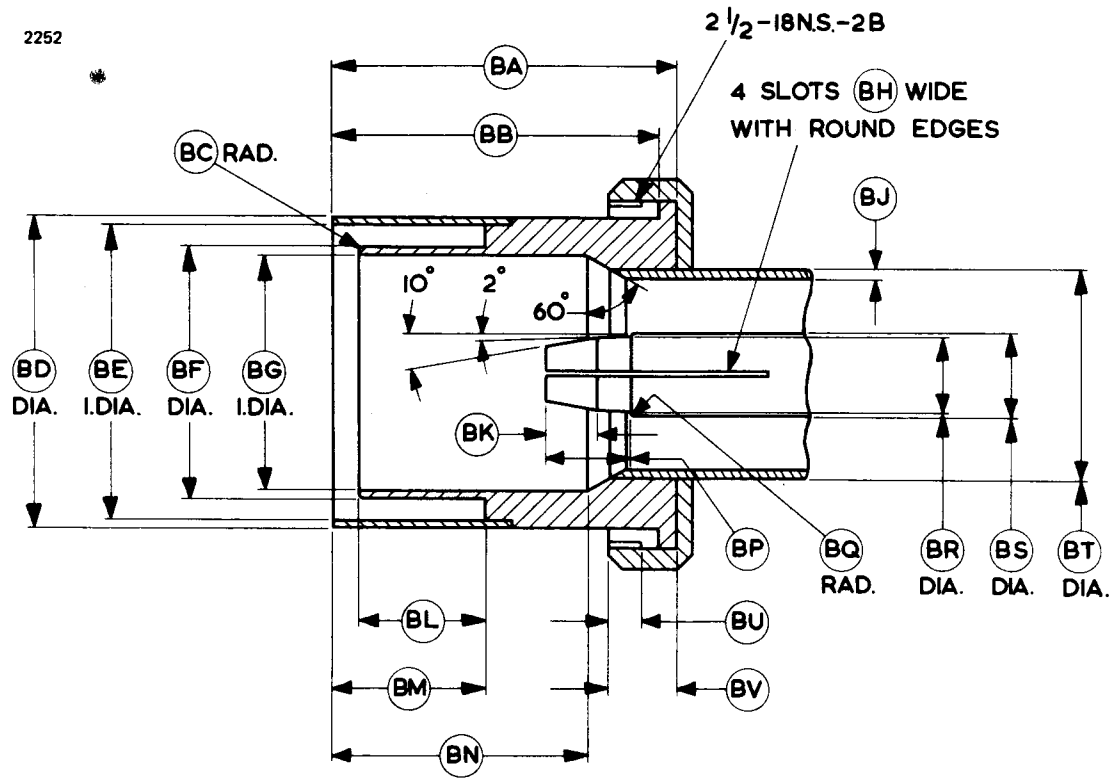 2252
2 1/2-18N.S.-2B
BA
4 SLOTS BH WIDE
WITH ROUND EDGES
BB
BC RAD.
BJ
10°
2°
60°
BD
DIA.
BE
I.DIA.
BF
DIA.
BG
I.DIA.
BK
BP
BQ
RAD.
BR
DIA.
BS
DIA.
BT
DIA.
BL
BU
BM
BV
BN